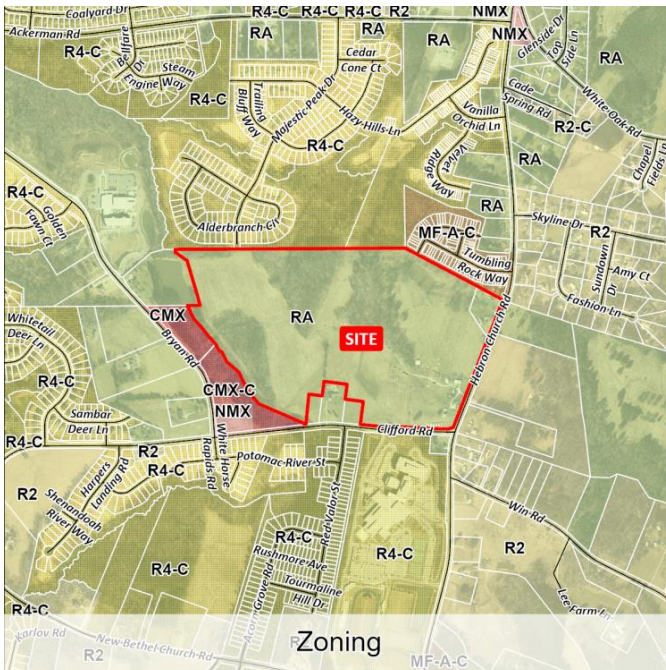 Coalyard Dr
R4-C
R4-C
R2
NMX
Ackerman Rd
R4-C
RA
RA
NMX
Glenside Dr
Top
Side Ln
RA
Bellfare
Dr
Steam
Engine Way
R4-C
Cedar
Cone Ct
Trailing
Bluff Way
Majestic Peak Dr
Hazy Hills Ln
R4-C
Vanilla
Orchid Ln
Cade
Spring Rd
R2-C
White Oak Rd
Chapel
Fields Ln
RA
Velvet
Ridge Way
RA
R4-C
Golden
Fawn Ct
Alderbranch Cir
MF-A-C
Tumbling
Rock Way
Skyline Dr
R2
Sundown
Dr
Amy Ct
Fashion Ln
CMX
RA
SITE
Hebron Church Rd
Bryan Rd
Whitetail
Deer Ln
R4-C
CMX-C
NMX
Sambar
Deer Ln
R4-C
R2
Clifford Rd
White Horse
Rapids Rd
Potomac River St
Harpers
Landing Rd
R4-C
R2
Shenandoah
River Way
Red Valor St
Win Rd
R2
R4-C
R4-C
Rushmore Ave
Acorn Grove Rd
Tourmaline
Hill Dr
R4-C
Lee Farm Ln
R4-C
Karlov Rd
New Bethel Church Rd
R2
Zoning
MF-A-C